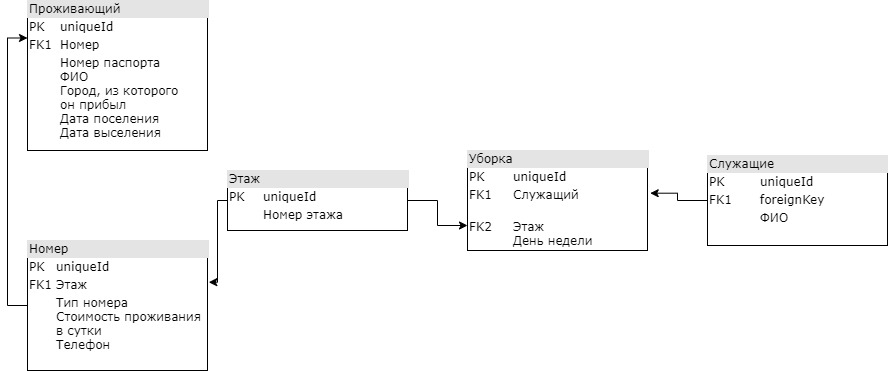 Проживающий
PK uniqueId
FK1 Номер
Номер паспорта
ФИО
Город, из которого
он прибыл
Дата поселения
Дата выселения
Этаж
PK uniqueId
Номер этажа
Уборка
PK uniqueId
FK1 Служащий
FK2 Этаж
День недели
Служащие
PK uniqueId
FK1 foreignKey
ФИО
Номер
PK uniqueId
FK1 Этаж
Тип номера
Стоимость проживания
в сутки
Телефон